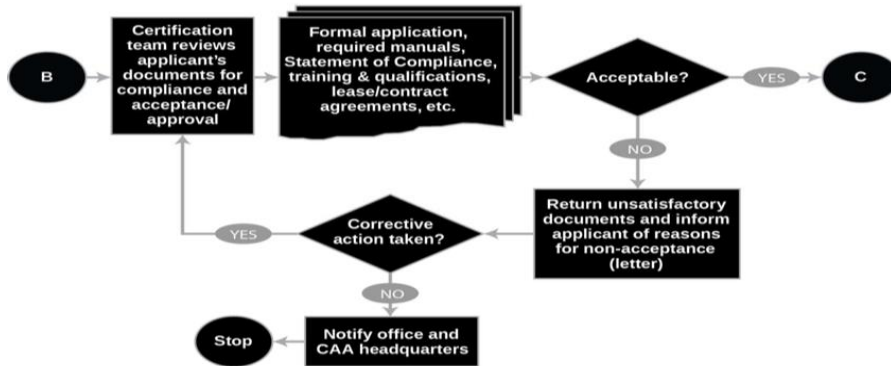 B
Certification
team reviews
applicant's
documents for
compliance and
acceptance/
approval
Formal application,
required manuals,
Statement of Compliance,
training & qualifications,
lease/contract
agreements, etc.
Acceptable?
YES
C
NO
Return unsatisfactory
documents and inform
applicant of reasons
for non-acceptance
(letter)
Corrective
action taken?
YES
NO
Notify office and
CAA headquarters
Stop